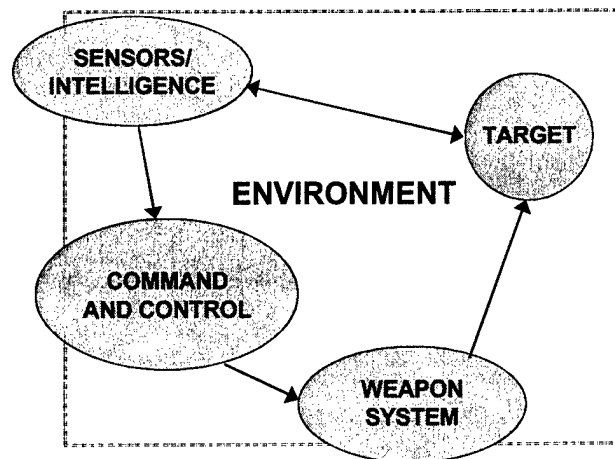 SENSORS/
INTELLIGENCE
TARGET
ENVIRONMENT
COMMAND
AND CONTROL
WEAPON
SYSTEM